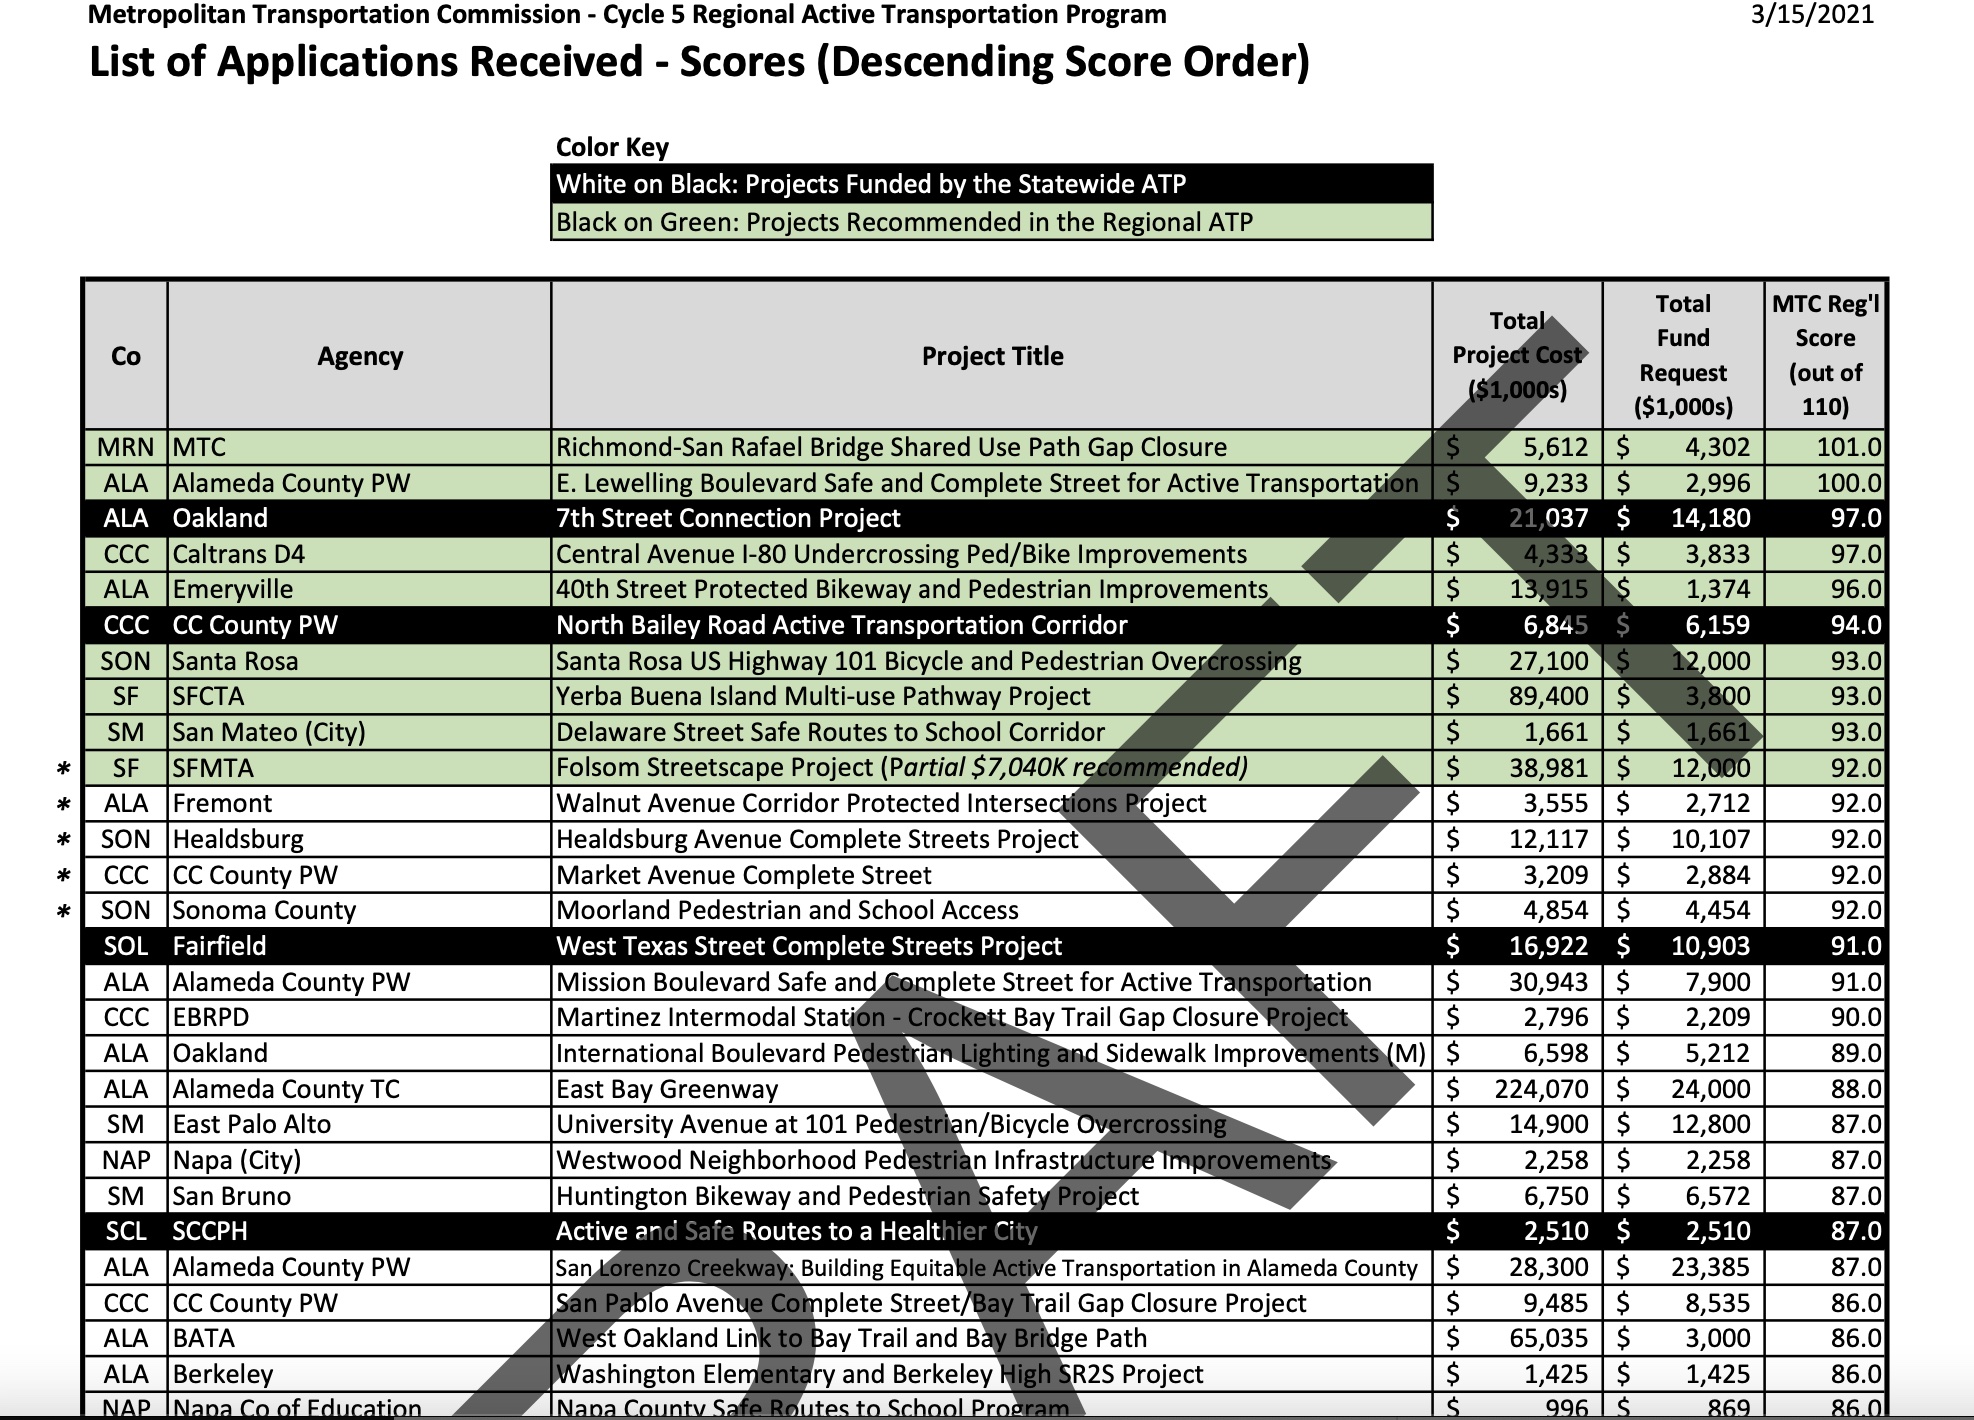 Metropolitan Transportation Commission - Cycle 5 Regional Active Transportation Program 3/15/2021
List of Applications Received - Scores (Descending Score Order)
Color Key
White on Black: Projects Funded by the Statewide ATP
Black on Green: Projects Recommended in the Regional ATP
Co Agency Project Title Total Project Cost ($1,000s) Total Fund Request ($1,000s) MTC Reg'l Score (out of 110)
MRN MTC Richmond-San Rafael Bridge Shared Use Path Gap Closure $ 5,612 $ 4,302 101.0
ALA Alameda County PW E. Lewelling Boulevard Safe and Complete Street for Active Transportation $ 9,233 $ 2,996 100.0
ALA Oakland 7th Street Connection Project $ 21,037 $ 14,180 97.0
CCC Caltrans D4 Central Avenue I-80 Undercrossing Ped/Bike Improvements $ 4,333 $ 3,833 97.0
ALA Emeryville 40th Street Protected Bikeway and Pedestrian Improvements $ 13,915 $ 1,374 96.0
CCC CC County PW North Bailey Road Active Transportation Corridor $ 6,845 $ 6,159 94.0
SON Santa Rosa Santa Rosa US Highway 101 Bicycle and Pedestrian Overcrossing $ 27,100 $ 12,000 93.0
SF SFCTA Yerba Buena Island Multi-use Pathway Project $ 89,400 $ 3,800 93.0
SM San Mateo (City) Delaware Street Safe Routes to School Corridor $ 1,661 $ 1,661 93.0
* SF SFMTA Folsom Streetscape Project (Partial $7,040K recommended) $ 38,981 $ 12,000 92.0
* ALA Fremont Walnut Avenue Corridor Protected Intersections Project $ 3,555 $ 2,712 92.0
* SON Healdsburg Healdsburg Avenue Complete Streets Project $ 12,117 $ 10,107 92.0
* CCC CC County PW Market Avenue Complete Street $ 3,209 $ 2,884 92.0
* SON Sonoma County Moorland Pedestrian and School Access $ 4,854 $ 4,454 92.0
SOL Fairfield West Texas Street Complete Streets Project $ 16,922 $ 10,903 91.0
ALA Alameda County PW Mission Boulevard Safe and Complete Street for Active Transportation $ 30,943 $ 7,900 91.0
CCC EBRPD Martinez Intermodal Station - Crockett Bay Trail Gap Closure Project $ 2,796 $ 2,209 90.0
ALA Oakland International Boulevard Pedestrian Lighting and Sidewalk Improvements (M) $ 6,598 $ 5,212 89.0
ALA Alameda County TC East Bay Greenway $ 224,070 $ 24,000 88.0
SM East Palo Alto University Avenue at 101 Pedestrian/Bicycle Overcrossing $ 14,900 $ 12,800 87.0
NAP Napa (City) Westwood Neighborhood Pedestrian Infrastructure Improvements $ 2,258 $ 2,258 87.0
SM San Bruno Huntington Bikeway and Pedestrian Safety Project $ 6,750 $ 6,572 87.0
SCL SCCPH Active and Safe Routes to a Healthier City $ 2,510 $ 2,510 87.0
ALA Alameda County PW San Lorenzo Creekway: Building Equitable Active Transportation in Alameda County $ 28,300 $ 23,385 87.0
CCC CC County PW San Pablo Avenue Complete Street/Bay Trail Gap Closure Project $ 9,485 $ 8,535 86.0
ALA BATA West Oakland Link to Bay Trail and Bay Bridge Path $ 65,035 $ 3,000 86.0
ALA Berkeley Washington Elementary and Berkeley High SR2S Project $ 1,425 $ 1,425 86.0
NAP Napa Co of Education Napa County Safe Routes to School Program $ 996 $ 869 86.0